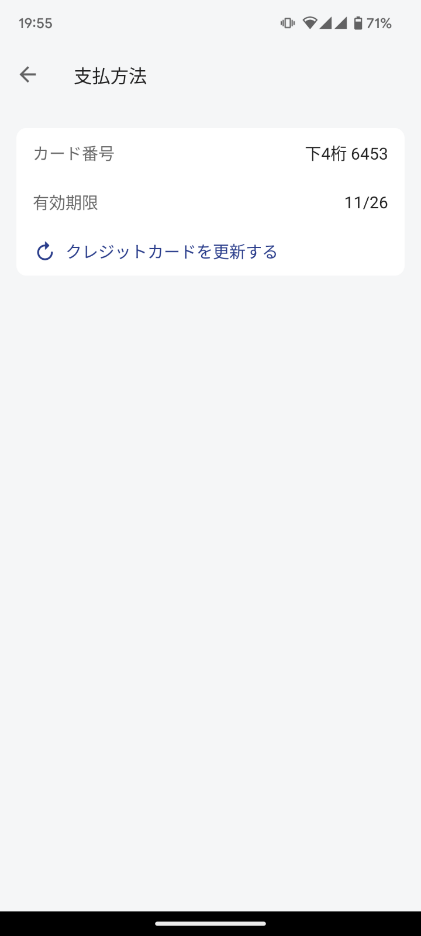 19:55
71%
支払方法
カード番号 下4桁 6453
有効期限 11/26
クレジットカードを更新する